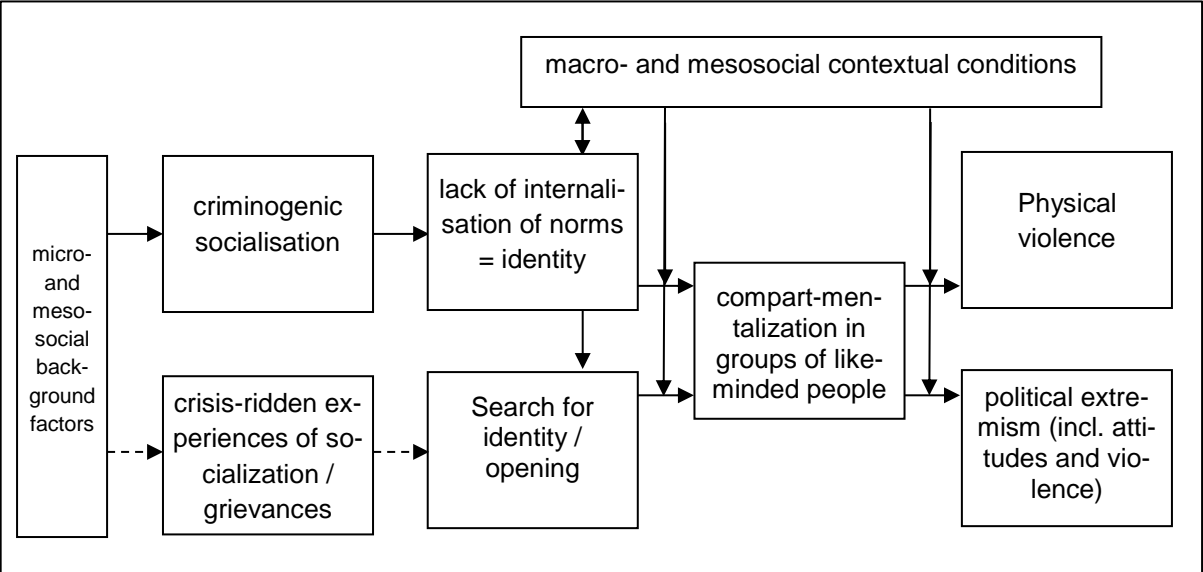 macro- and mesosocial contextual conditions
micro-
and
meso-
social
back-
ground
factors
criminogenic
socialisation
lack of internali-
sation of norms
= identity
Physical
violence
compart-men-
talization in
groups of like-
minded people
crisis-ridden ex-
periences of so-
cialization /
grievances
Search for
identity /
opening
political extre-
mism (incl. atti-
tudes and vio-
lence)